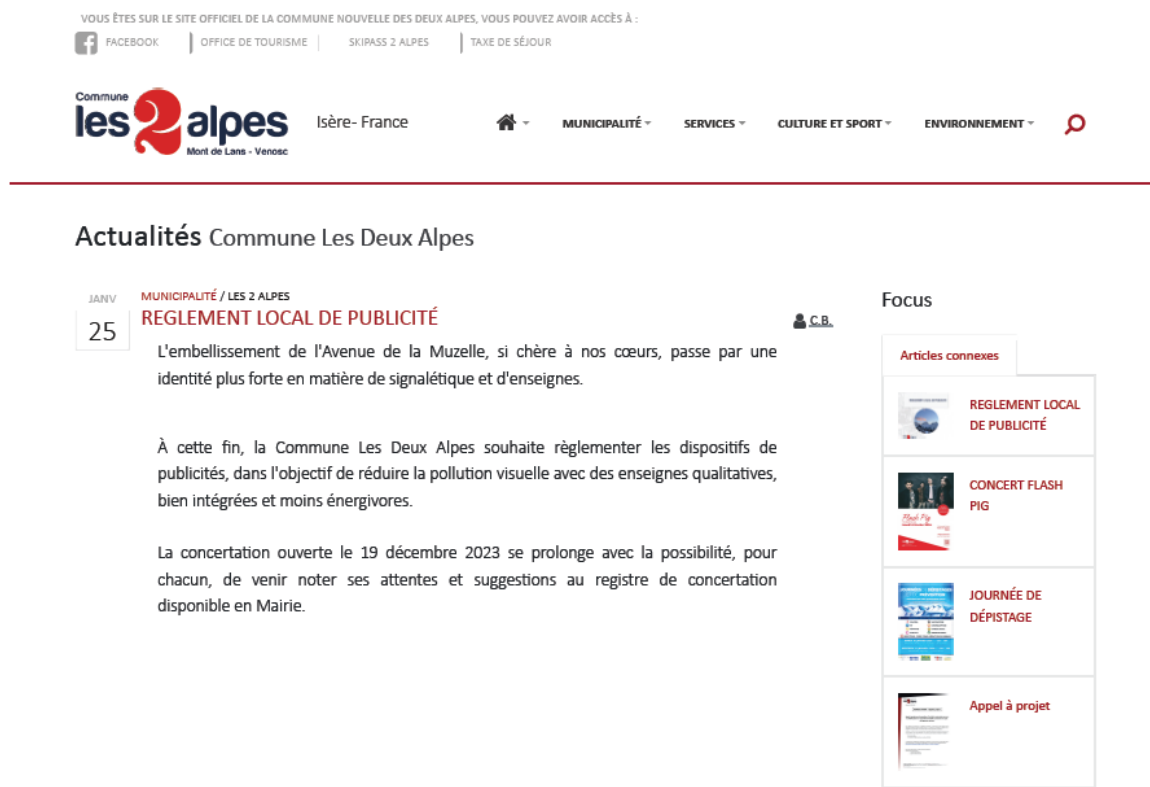 VOUS ÊTES SUR LE SITE OFFICIEL DE LA COMMUNE NOUVELLE DES DEUX ALPES, VOUS POUVEZ AVOIR ACCÈS À :
FACEBOOK OFFICE DE TOURISME SKIPASS 2 ALPES TAXE DE SÉJOUR
Commune
les 2 alpes
Mont de Lans - Venosc
Isère- France
MUNICIPALITÉ SERVICES CULTURE ET SPORT ENVIRONNEMENT
Actualités Commune Les Deux Alpes
JANV
25
MUNICIPALITÉ / LES 2 ALPES
REGLEMENT LOCAL DE PUBLICITÉ
C.B.
L'embellissement de l'Avenue de la Muzelle, si chère à nos cœurs, passe par une
identité plus forte en matière de signalétique et d'enseignes.
À cette fin, la Commune Les Deux Alpes souhaite règlementer les dispositifs de
publicités, dans l'objectif de réduire la pollution visuelle avec des enseignes qualitatives,
bien intégrées et moins énergivores.
La concertation ouverte le 19 décembre 2023 se prolonge avec la possibilité, pour
chacun, de venir noter ses attentes et suggestions au registre de concertation
disponible en Mairie.
Focus
Articles connexes
REGLEMENT LOCAL
DE PUBLICITÉ
Flash Pig
CONCERT FLASH
PIG
JOURNÉE DE
DÉPISTAGE
Appel à projet